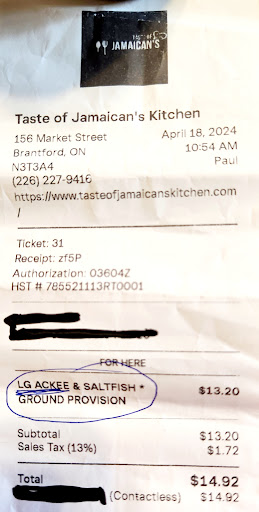 TASTE OF
JAMAICAN'S
Taste of Jamaican's Kitchen
156 Market Street
April 18, 2024
Brantford, ON
10:54 AM
N3T3A4
Paul
(226) 227-9416
https://www.tasteofjamaicanskitchen.com
/
Ticket: 31
Receipt: zf5P
Authorization: 03604Z
HST # 785521113RT0001
FOR HERE
LG ACKEE & SALTFISH * $13.20
GROUND PROVISION
Subtotal $13.20
Sales Tax (13%) $1.72
Total $14.92
(Contactless) $14.92